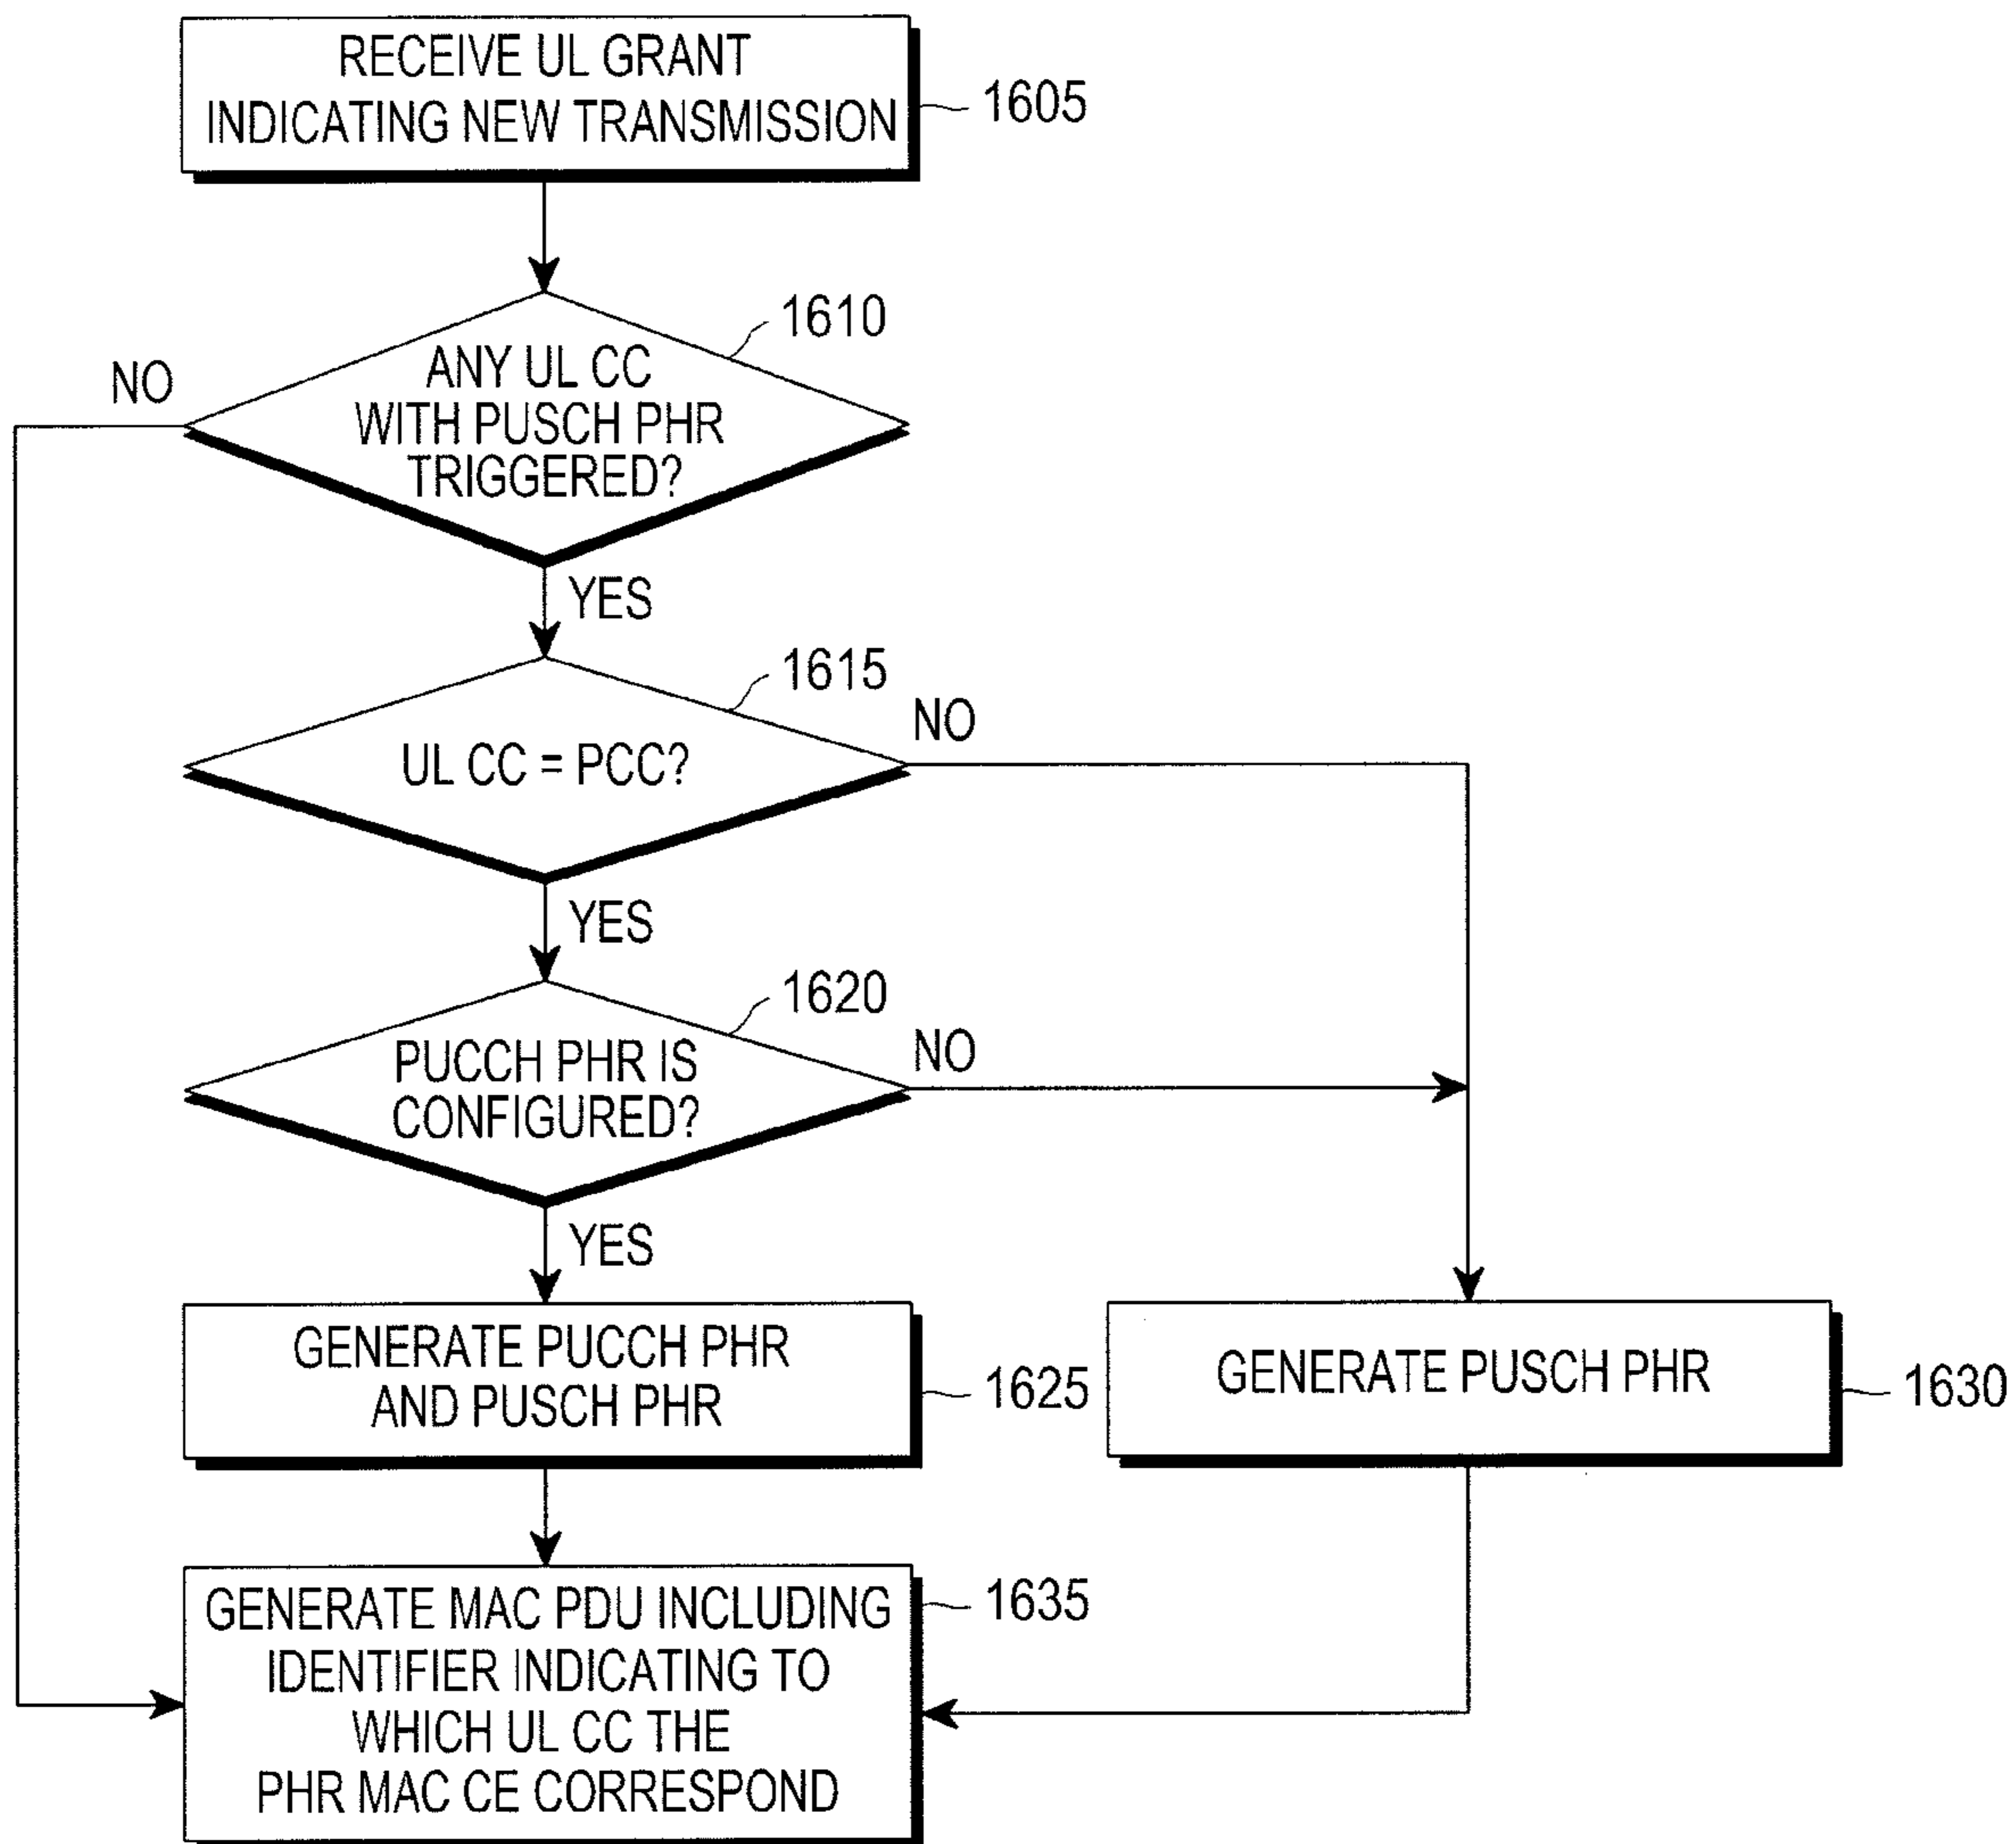 RECEIVE UL GRANT
INDICATING NEW TRANSMISSION
1605
1610
ANY UL CC
WITH PUSCH PHR
TRIGGERED?
NO
YES
1615
UL CC = PCC?
NO
YES
1620
PUCCH PHR IS
CONFIGURED?
NO
YES
GENERATE PUCCH PHR
AND PUSCH PHR
1625
GENERATE PUSCH PHR
1630
GENERATE MAC PDU INCLUDING
IDENTIFIER INDICATING TO
WHICH UL CC THE
PHR MAC CE CORRESPOND
1635